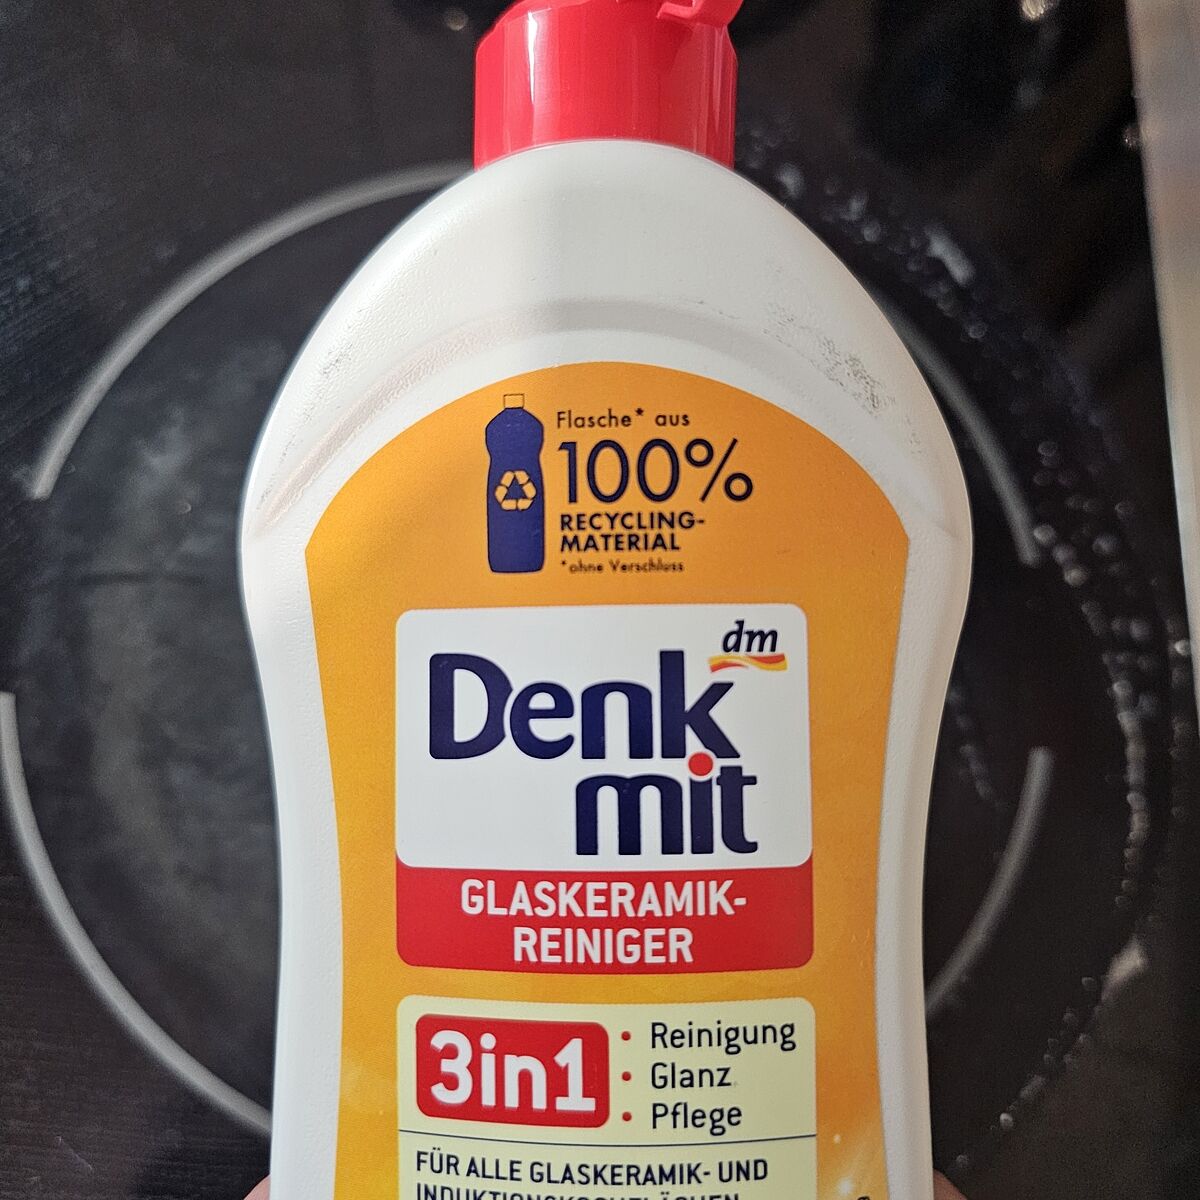 Flasche* aus
100%
RECYCLING-
MATERIAL
*ohne Verschluss
dm
Denk
mit
GLASKERAMIK-
REINIGER
3in1
• Reinigung
• Glanz
• Pflege
FÜR ALLE GLASKERAMIK- UND
INDUKTIONSKOCHFLÄCHEN